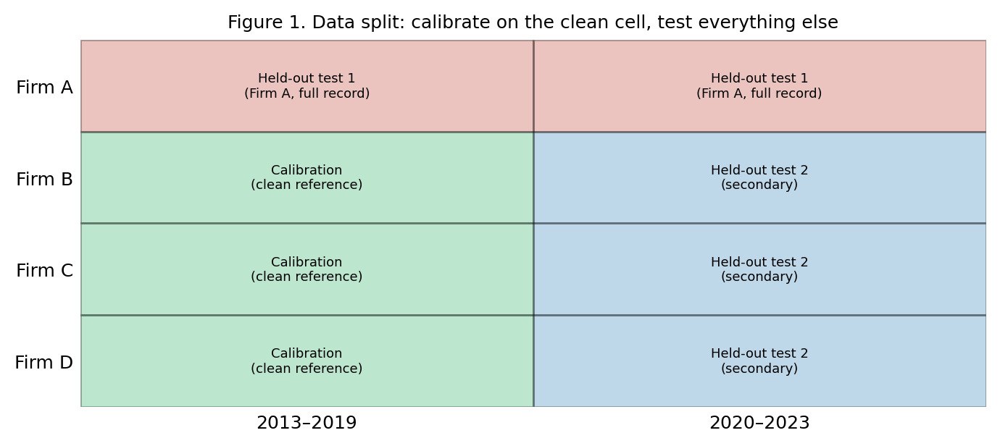 Figure 1. Data split: calibrate on the clean cell, test everything else
Firm A
Held-out test 1
(Firm A, full record)
Held-out test 1
(Firm A, full record)
Firm B
Calibration
(clean reference)
Held-out test 2
(secondary)
Firm C
Calibration
(clean reference)
Held-out test 2
(secondary)
Firm D
Calibration
(clean reference)
Held-out test 2
(secondary)
2013–2019
2020–2023